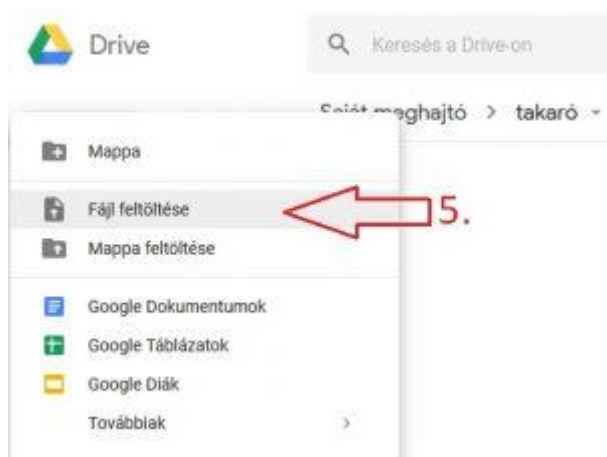 Drive
Keresés a Drive-on
Saját meghajtó > takaró
Mappa
Fájl feltöltése
5.
Mappa feltöltése
Google Dokumentumok
Google Táblázatok
Google Diák
Továbbiak